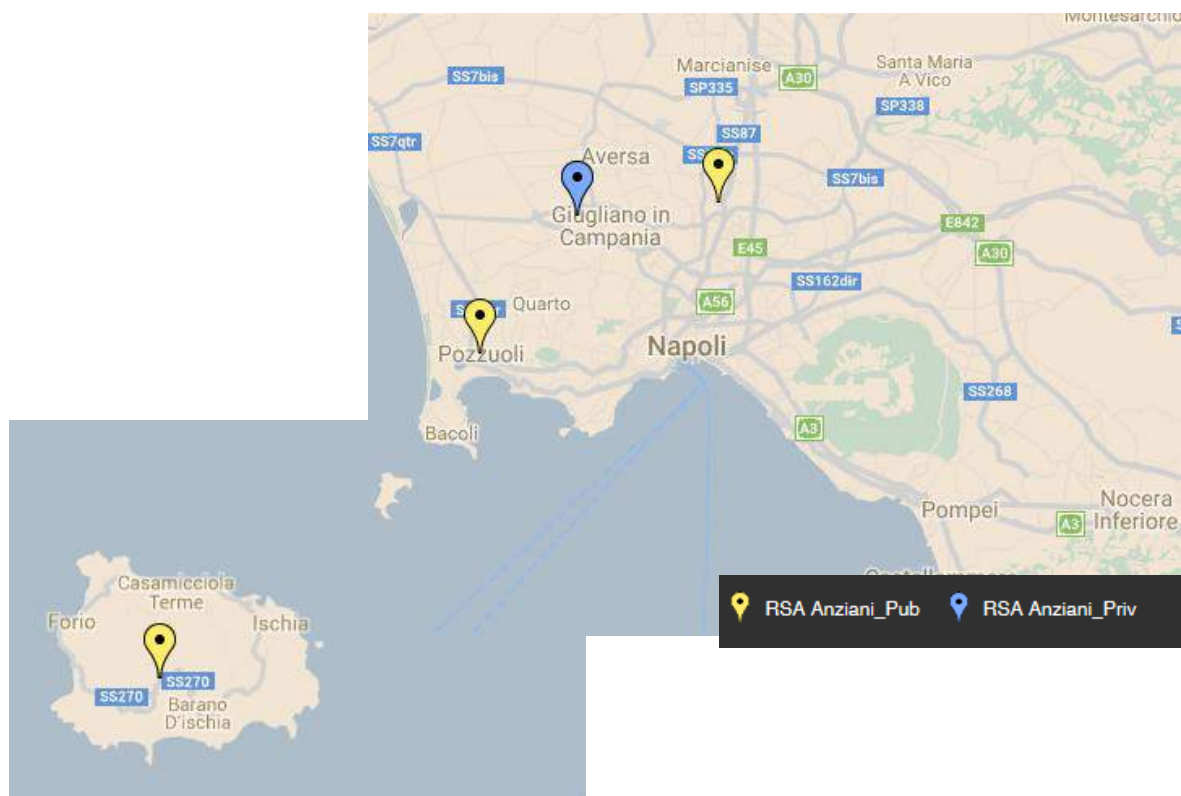 Montesarchio
Marcianise
Santa Maria
A Vico
SS7bis
A30
SP335
SP338
SS7qtr
SS87
Aversa
SS7bis
Giugliano in
Campania
E842
E45
A30
SS162dir
A56
Quarto
Pozzuoli
Napoli
SS268
Bacoli
A3
Pompei
Nocera
Inferiore
A3
Casamicciola
Terme
Forio
Ischia
SS270
SS270
Barano
D'ischia
RSA Anziani_Pub
RSA Anziani_Priv